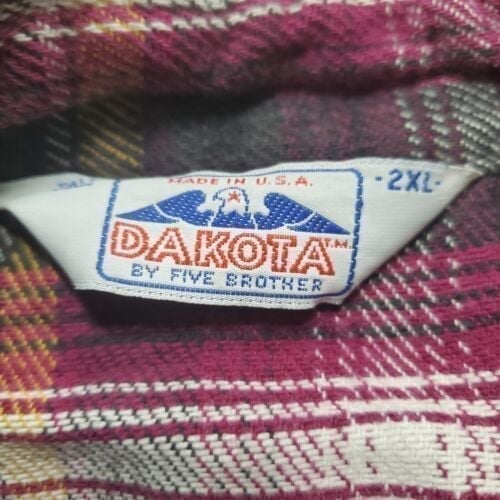 MADE IN U.S.A.
-2XL-
DAKOTA™
BY FIVE BROTHER